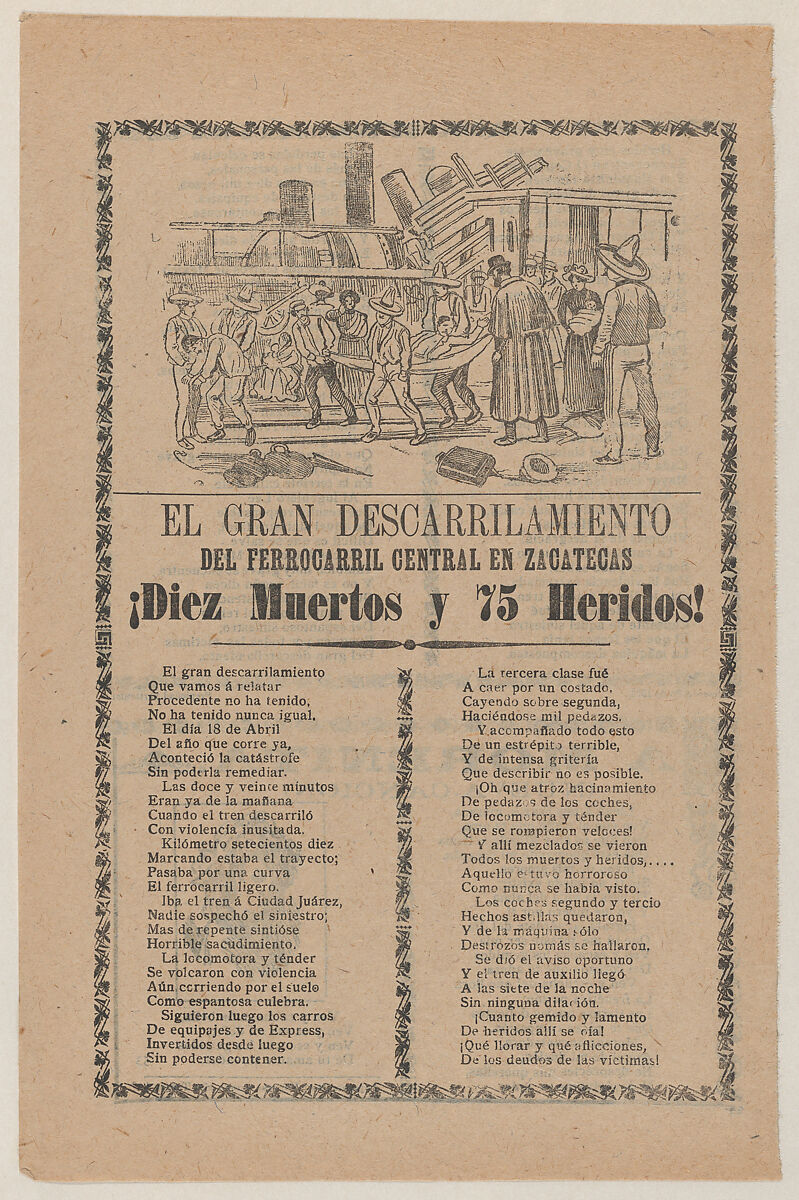 EL GRAN DESCARRILAMIENTO
DEL FERROCARRIL CENTRAL EN ZACATECAS
¡Diez Muertos y 75 Heridos!
El gran descarrilamiento
Que vamos á relatar
Procedente no ha tenido,
No ha tenido nunca igual.
El día 18 de Abril
Del año que corre ya,
Aconteció la catástrofe
Sin poderla remediar.
Las doce y veinte minutos
Eran ya de la mañana
Cuando el tren descarriló
Con violencia inusitada.
Kilómetro setecientos diez
Marcando estaba el trayecto;
Pasaba por una curva
El ferrocarril ligero.
Iba el tren á Ciudad Juárez,
Nadie sospechó el siniestro;
Mas de repente sintióse
Horrible sacudimiento.
La locomotora y ténder
Se volcaron con violencia
Aún corriendo por el suelo
Como espantosa culebra.
Siguieron luego los carros
De equipajes y de Express,
Invertidos desde luego
Sin poderse contener.
La tercera clase fué
A caer por un costado,
Cayendo sobre segunda,
Haciéndose mil pedazos.
Y acompañado todo esto
De un estrépito terrible,
Y de intensa gritería
Que describir no es posible.
¡Oh que atroz hacinamiento
De pedazos de los coches,
De locomotora y ténder
Que se rompieron veloces!
Y allí mezclados se vieron
Todos los muertos y heridos,....
Aquello estuvo horroroso
Como nunca se habia visto.
Los coches segundo y tercio
Hechos astillas quedaron,
Y de la máquina sólo
Destrozos nomás se hallaron.
Se dió el aviso oportuno
Y el tren de auxilio llegó
A las siete de la noche
Sin ninguna dilación.
¡Cuanto gemido y lamento
De heridos allí se oía!
¡Qué llorar y qué aflicciones,
De los deudos de las víctimas!